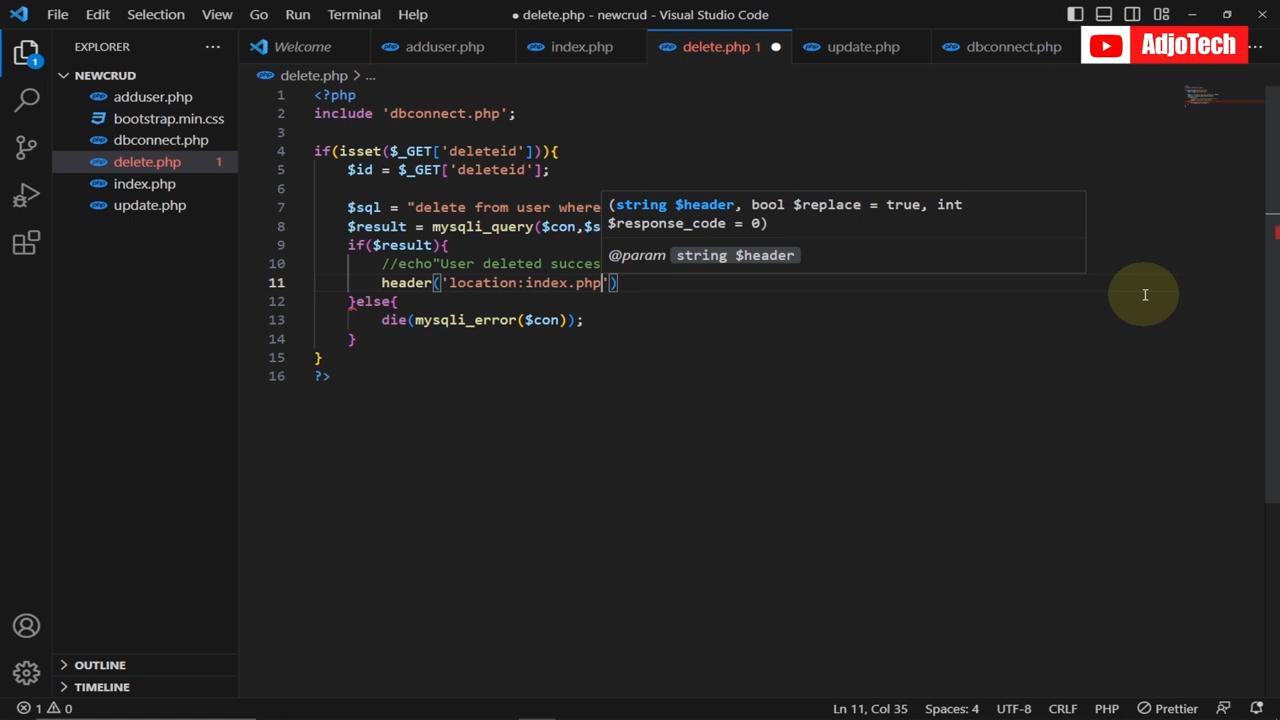 File Edit Selection View Go Run Terminal Help
● delete.php - newcrud - Visual Studio Code
EXPLORER
Welcome
adduser.php
index.php
delete.php 1
update.php
dbconnect.php
AdjoTech
NEWCRUD
adduser.php
bootstrap.min.css
dbconnect.php
delete.php 1
index.php
update.php
1
delete.php > ...
1 <?php
2 include 'dbconnect.php';
3
4 if(isset($_GET['deleteid'])){
5 $id = $_GET['deleteid'];
6
7 $sql = "delete from user where
8 $result = mysqli_query($con,$s
9 if($result){
10 //echo"User deleted succes
11 header('location:index.php')
12 }else{
13 die(mysqli_error($con));
14 }
15 }
16 ?>
(string $header, bool $replace = true, int
$response_code = 0)
@param string $header
OUTLINE
TIMELINE
1 0
Ln 11, Col 35 Spaces: 4 UTF-8 CRLF PHP Prettier